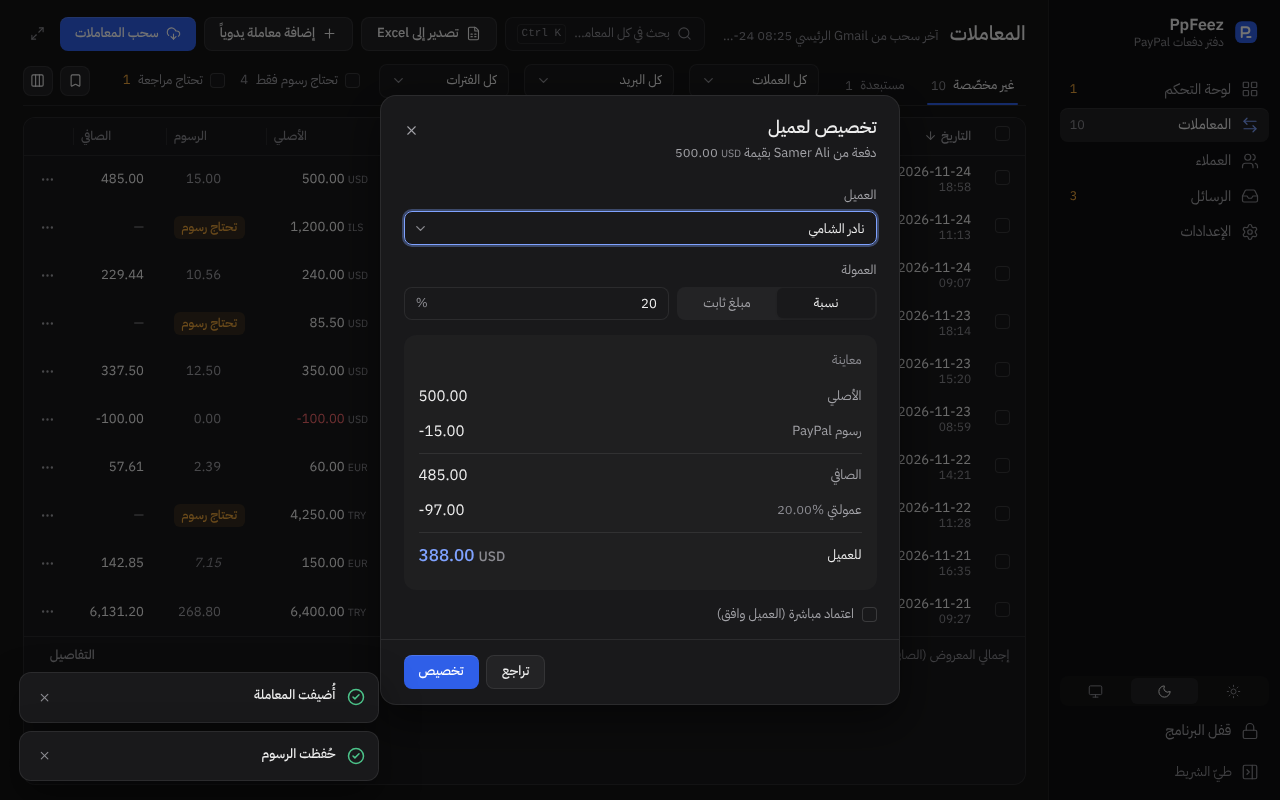 PpFeez
دفتر دفعات PayPal
لوحة التحكم 1
المعاملات 10
العملاء
الرسائل 3
الإعدادات
قفل البرنامج
طيّ الشريط
المعاملات
آخر سحب من Gmail الرئيسي 08:25 24-...
بحث في كل المعامـ... Ctrl K
تصدير إلى Excel
إضافة معاملة يدوياً
سحب المعاملات
غير مخصّصة 10
مستبعدة 1
كل العملات
كل البريد
كل الفترات
تحتاج رسوم فقط 4
تحتاج مراجعة 1
التاريخ
الأصلي
الرسوم
الصافي
2026-11-24
18:58
500.00 USD
15.00
485.00
2026-11-24
11:13
1,200.00 ILS
تحتاج رسوم
—
2026-11-24
09:07
240.00 USD
10.56
229.44
2026-11-23
18:14
85.50 USD
تحتاج رسوم
—
2026-11-23
15:20
350.00 USD
12.50
337.50
2026-11-23
08:59
-100.00 USD
0.00
-100.00
2026-11-22
14:21
60.00 EUR
2.39
57.61
2026-11-22
11:28
4,250.00 TRY
تحتاج رسوم
—
2026-11-21
16:35
150.00 EUR
7.15
142.85
2026-11-21
09:27
6,400.00 TRY
268.80
6,131.20
إجمالي المعروض
التفاصيل
تخصيص لعميل
دفعة من Samer Ali بقيمة 500.00 USD
العميل
نادر الشامي
العمولة
نسبة
مبلغ ثابت
20 %
معاينة
الأصلي 500.00
رسوم PayPal -15.00
الصافي 485.00
عمولتي 20.00% -97.00
للعميل 388.00 USD
اعتماد مباشرة (العميل وافق)
تراجع
تخصيص
أُضيفت المعاملة
حُفظت الرسوم